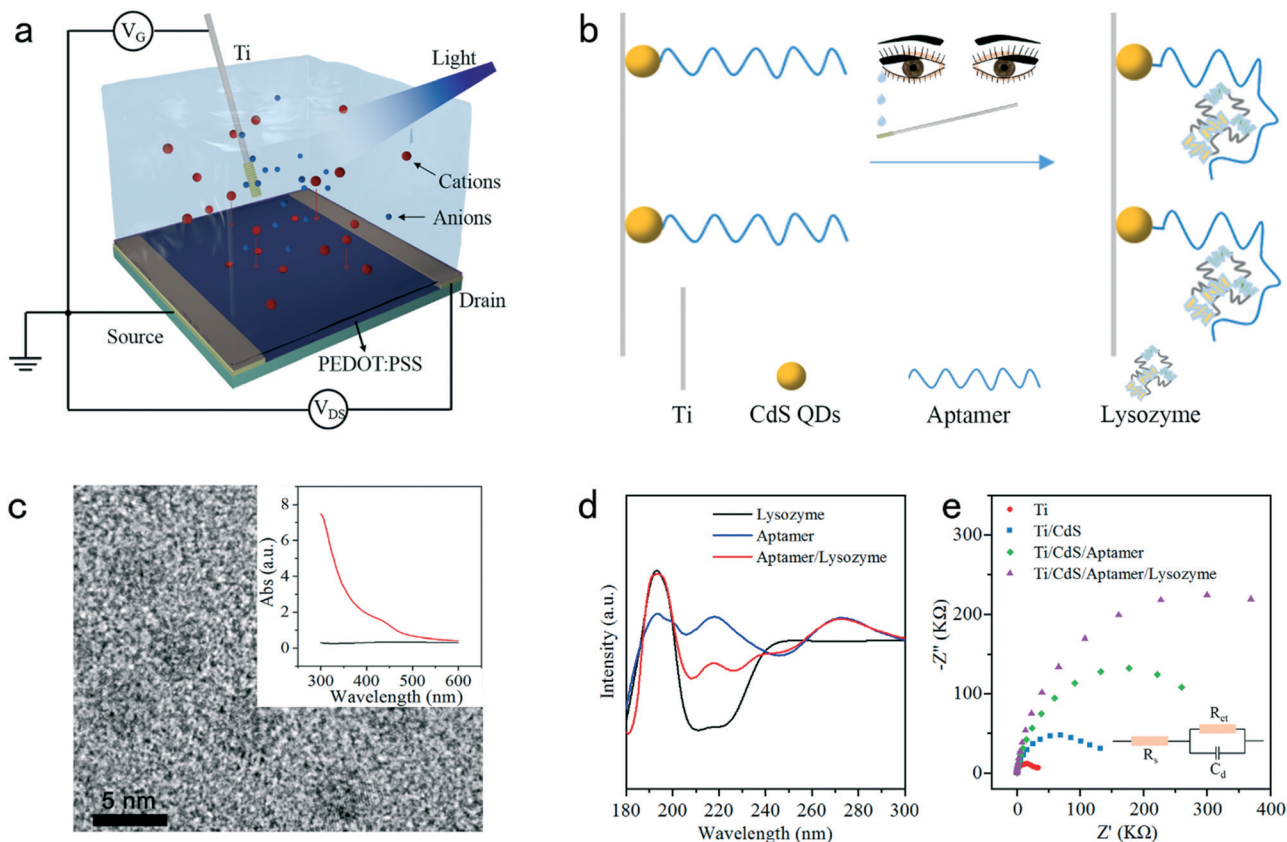 a
V_G
Ti
Light
Cations
Anions
Drain
Source
PEDOT:PSS
V_DS
b
Ti
CdS QDs
Aptamer
Lysozyme
c
5 nm
Abs (a.u.)
8
6
4
2
0
300 400 500 600
Wavelength (nm)
d
Intensity (a.u.)
Lysozyme
Aptamer
Aptamer/Lysozyme
180 200 220 240 260 280 300
Wavelength (nm)
e
-Z" (KΩ)
300
200
100
0
Ti
Ti/CdS
Ti/CdS/Aptamer
Ti/CdS/Aptamer/Lysozyme
R_ct
R_s
C_d
0 100 200 300 400
Z' (KΩ)